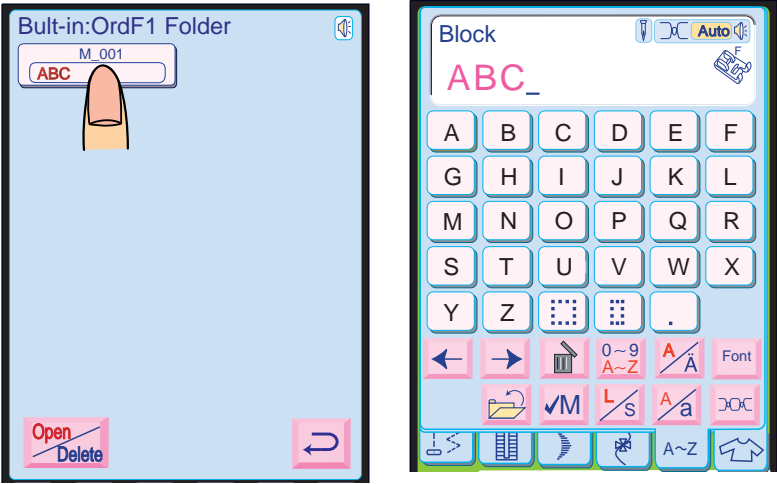 Bult-in:OrdF1 Folder
M_001
ABC
Open
Delete
Block
Auto
F
ABC_
A B C D E F
G H I J K L
M N O P Q R
S T U V W X
Y Z .
0~9
A~Z
A
Ä
Font
✓M
L
s
A
a
A~Z